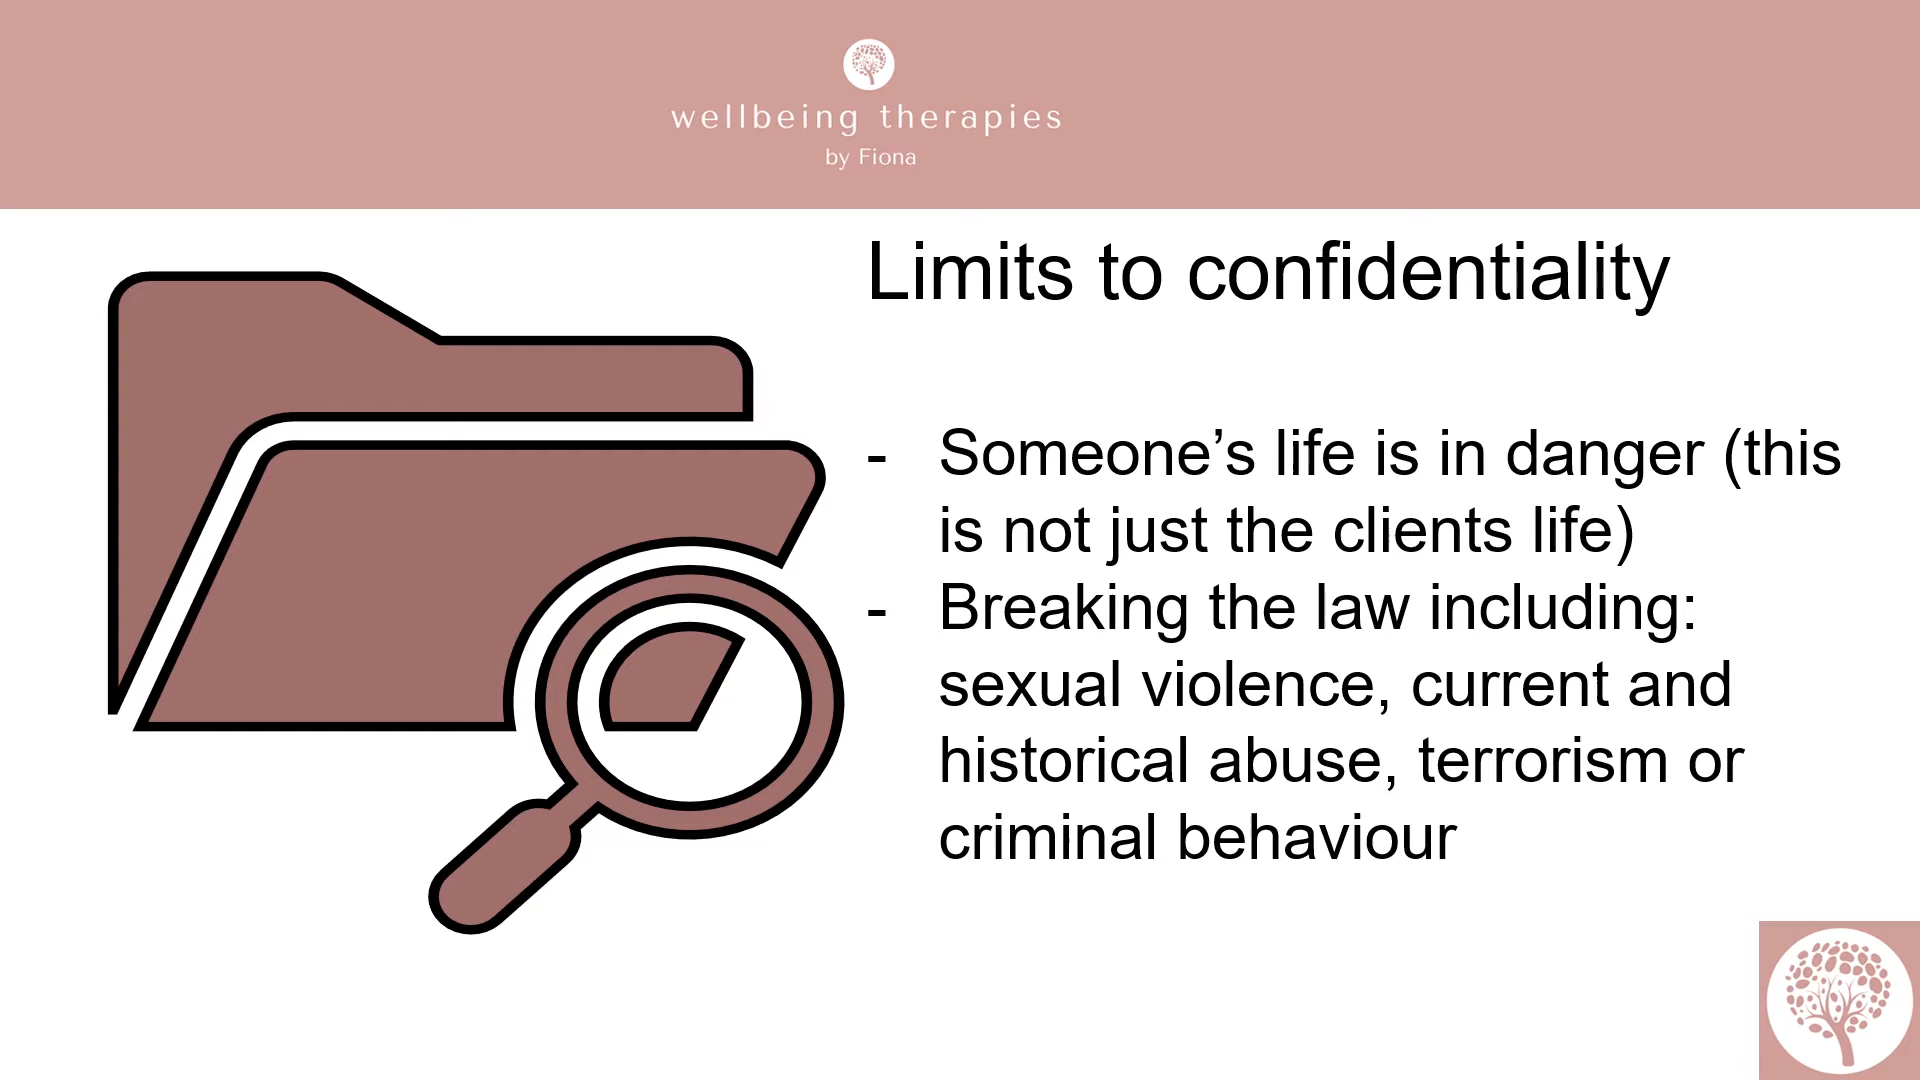 wellbeing therapies
by Fiona
Limits to confidentiality
- Someone’s life is in danger (this
is not just the clients life)
- Breaking the law including:
sexual violence, current and
historical abuse, terrorism or
criminal behaviour